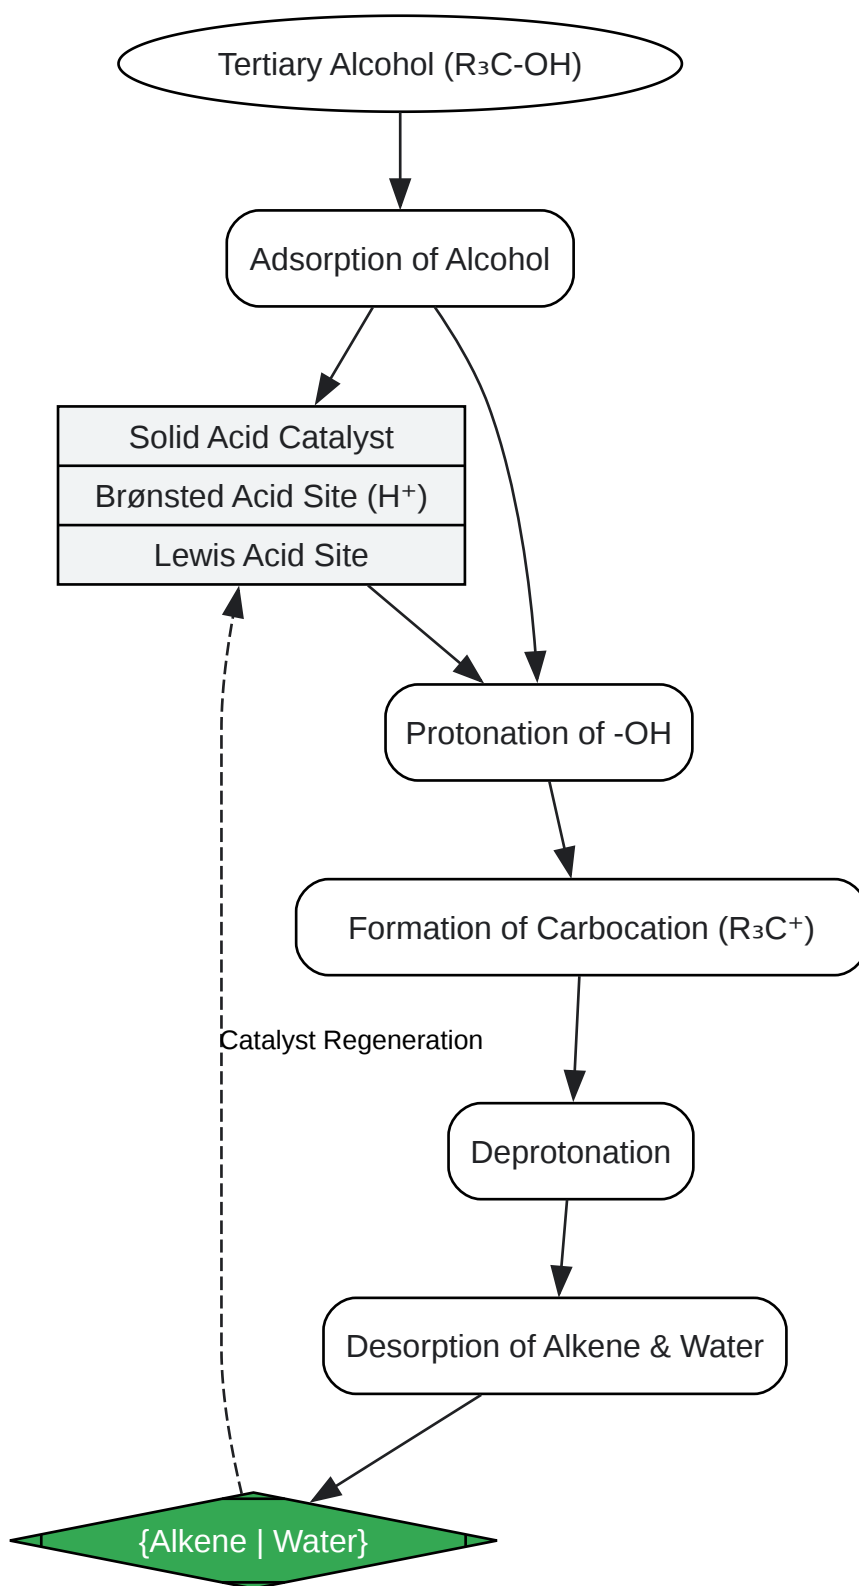 Tertiary Alcohol (R₃C-OH)
Adsorption of Alcohol
Solid Acid Catalyst
Brønsted Acid Site (H⁺)
Lewis Acid Site
Protonation of -OH
Formation of Carbocation (R₃C⁺)
Catalyst Regeneration
Deprotonation
Desorption of Alkene & Water
{Alkene | Water}